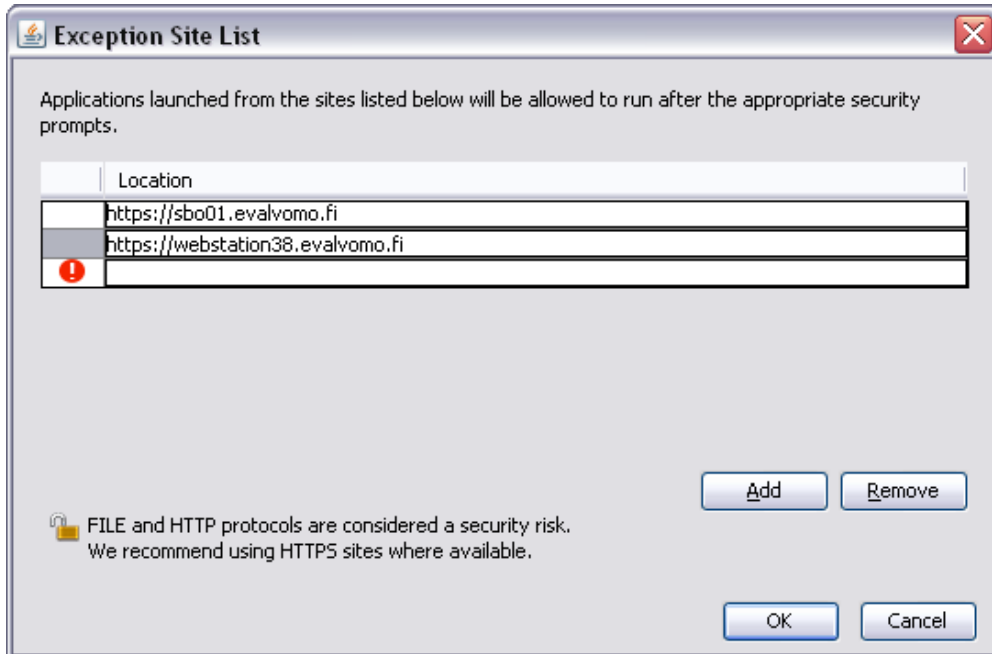 Exception Site List
Applications launched from the sites listed below will be allowed to run after the appropriate security
prompts.
Location
https://sbo01.evalvomo.fi
https://webstation38.evalvomo.fi
Add
Remove
FILE and HTTP protocols are considered a security risk.
We recommend using HTTPS sites where available.
OK
Cancel